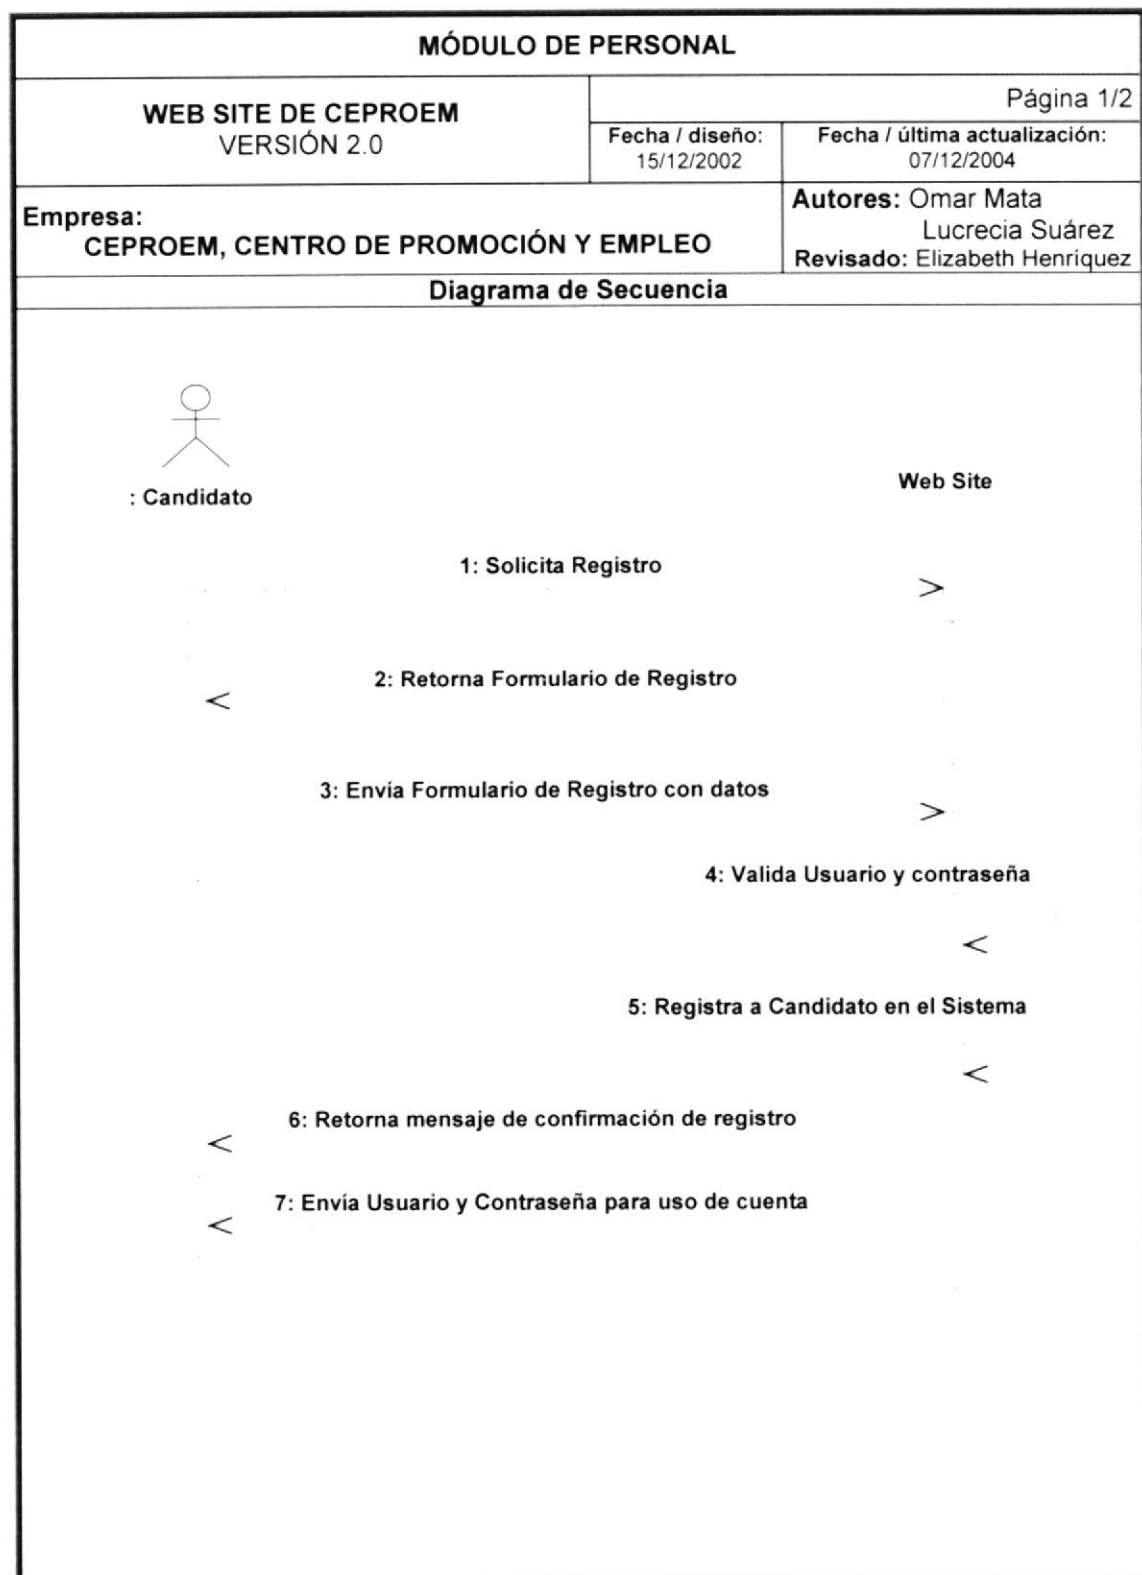 MÓDULO DE PERSONAL
WEB SITE DE CEPROEM
VERSIÓN 2.0
Página 1/2
Fecha / diseño:
15/12/2002
Fecha / última actualización:
07/12/2004
Empresa:
CEPROEM, CENTRO DE PROMOCIÓN Y EMPLEO
Autores: Omar Mata
Lucrecia Suárez
Revisado: Elizabeth Henríquez
Diagrama de Secuencia
: Candidato
Web Site
1: Solicita Registro
2: Retorna Formulario de Registro
3: Envía Formulario de Registro con datos
4: Valida Usuario y contraseña
5: Registra a Candidato en el Sistema
6: Retorna mensaje de confirmación de registro
7: Envía Usuario y Contraseña para uso de cuenta